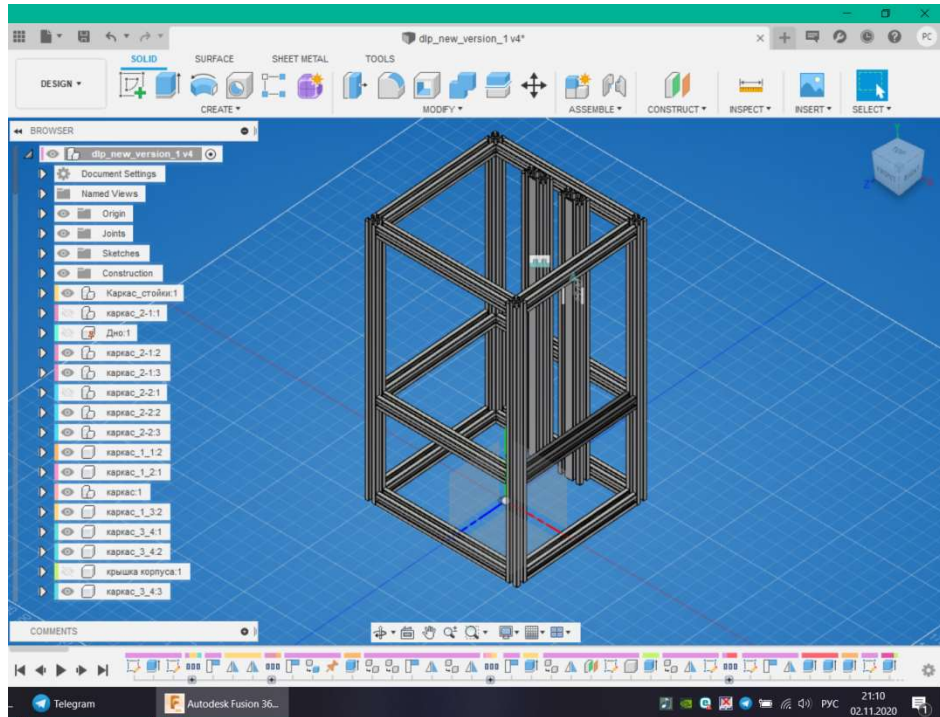 dlp_new_version_1 v4*
PC
SOLID
SURFACE
SHEET METAL
TOOLS
DESIGN
CREATE
MODIFY
ASSEMBLE
CONSTRUCT
INSPECT
INSERT
SELECT
BROWSER
dlp_new_version_1 v4
Document Settings
Named Views
Origin
Joints
Sketches
Construction
Каркас_стойки:1
каркас_2-1:1
Дно:1
каркас_2-1:2
каркас_2-1:3
каркас_2-2:1
каркас_2-2:2
каркас_2-2:3
каркас_1_1:2
каркас_1_2:1
каркас:1
каркас_1_3:2
каркас_3_4:1
каркас_3_4:2
крышка корпуса:1
каркас_3_4:3
COMMENTS
Telegram
Autodesk Fusion 36...
РУС
21:10
02.11.2020